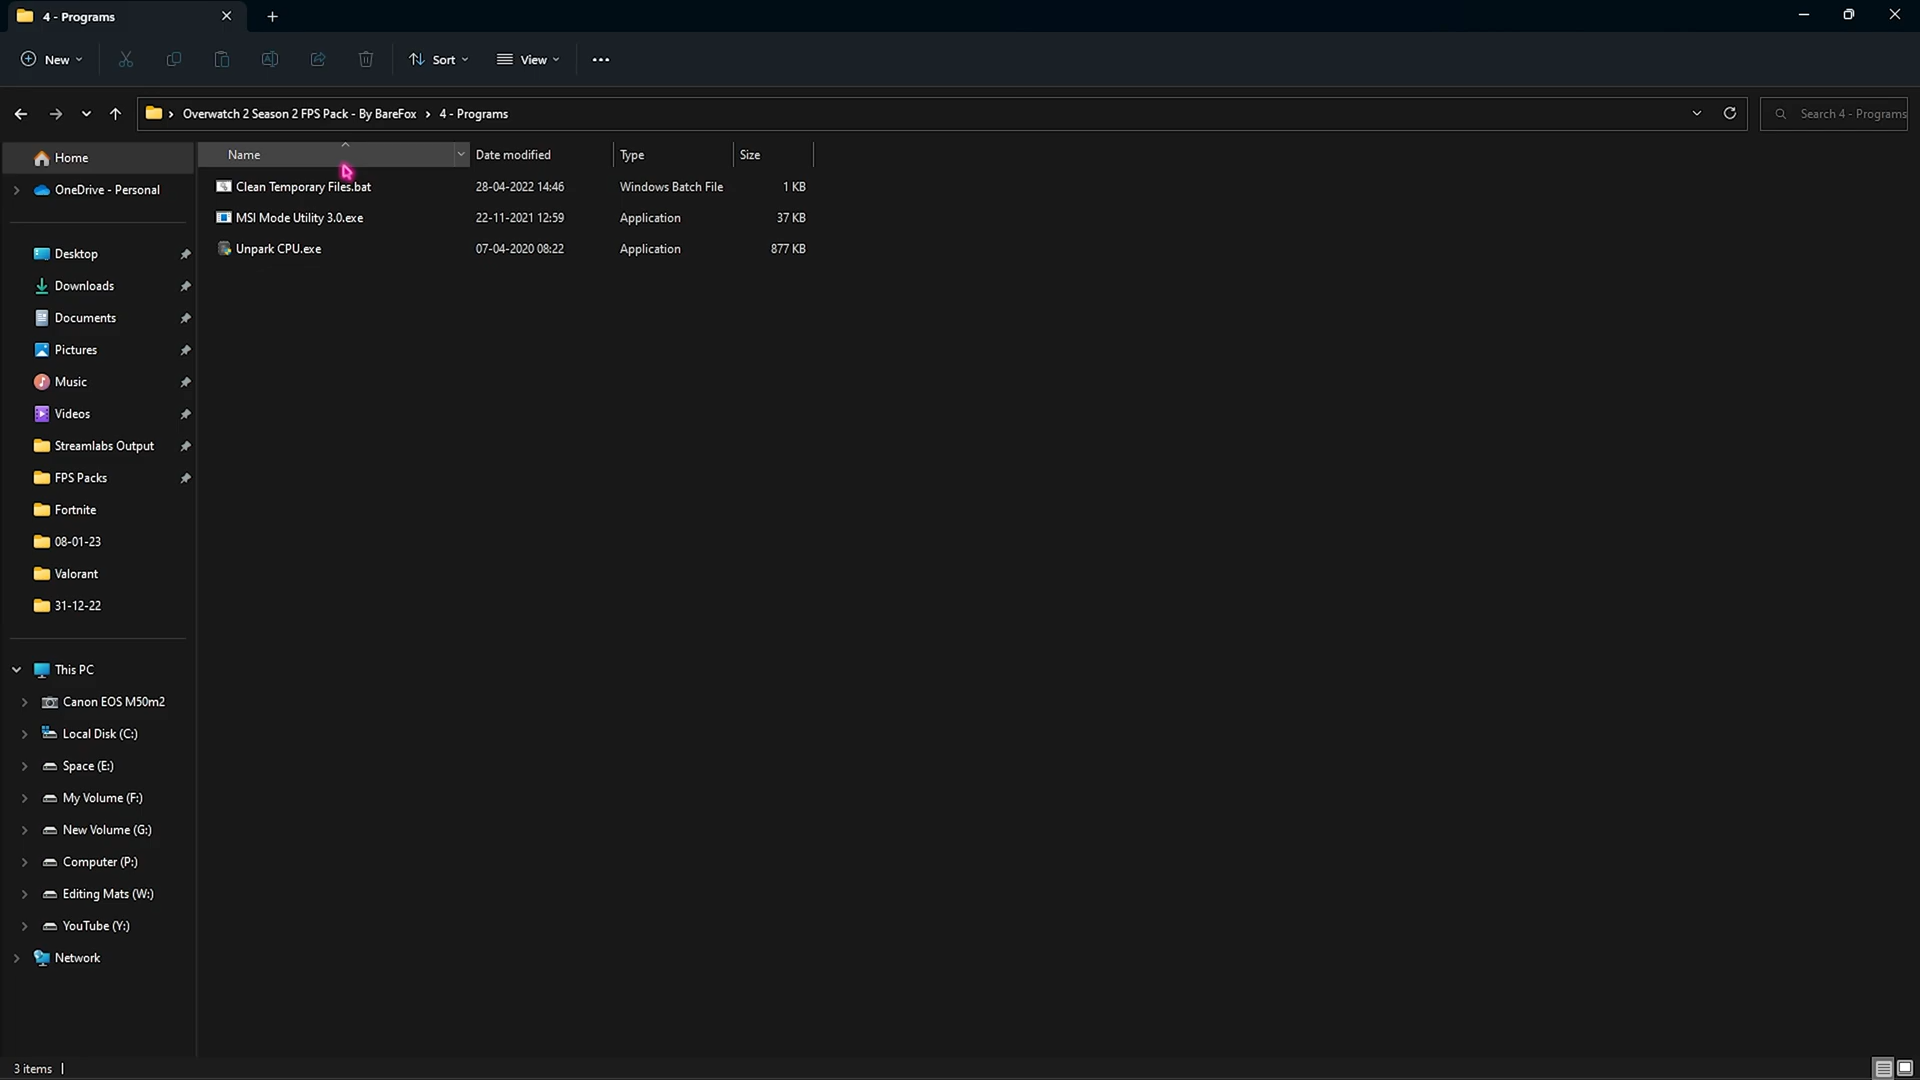 4 - Programs
New
Sort
View
Overwatch 2 Season 2 FPS Pack - By BareFox
4 - Programs
Search 4 - Programs
Name
Date modified
Type
Size
Clean Temporary Files.bat
28-04-2022 14:46
Windows Batch File
1 KB
MSI Mode Utility 3.0.exe
22-11-2021 12:59
Application
37 KB
Unpark CPU.exe
07-04-2020 08:22
Application
877 KB
Home
OneDrive - Personal
Desktop
Downloads
Documents
Pictures
Music
Videos
Streamlabs Output
FPS Packs
Fortnite
08-01-23
Valorant
31-12-22
This PC
Canon EOS M50m2
Local Disk (C:)
Space (E:)
My Volume (F:)
New Volume (G:)
Computer (P:)
Editing Mats (W:)
YouTube (Y:)
Network
3 items